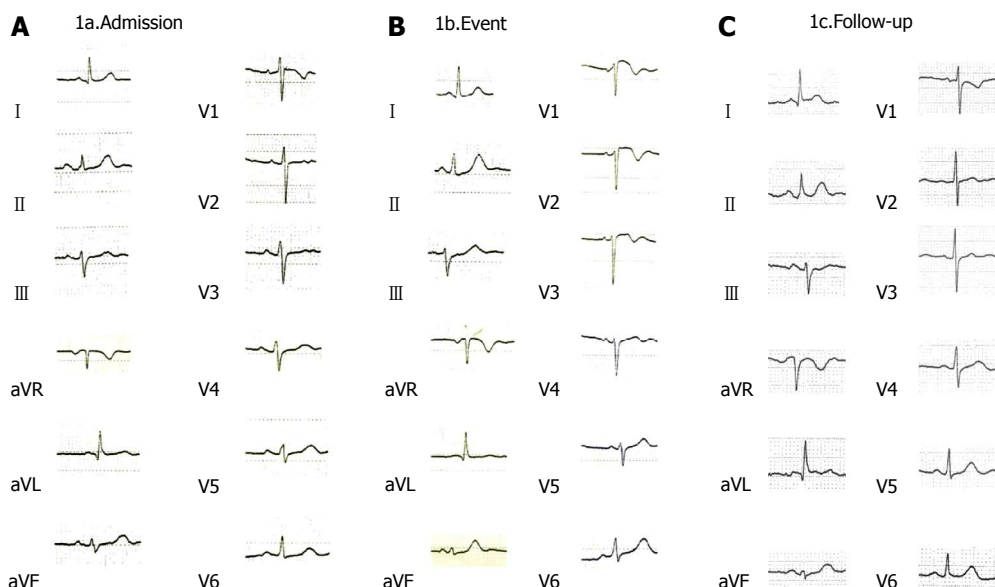 A 1a.Admission
I
V1
II
V2
III
V3
aVR
V4
aVL
V5
aVF
V6
B 1b.Event
I
V1
II
V2
III
V3
aVR
V4
aVL
V5
aVF
V6
C 1c.Follow-up
I
V1
II
V2
III
V3
aVR
V4
aVL
V5
aVF
V6